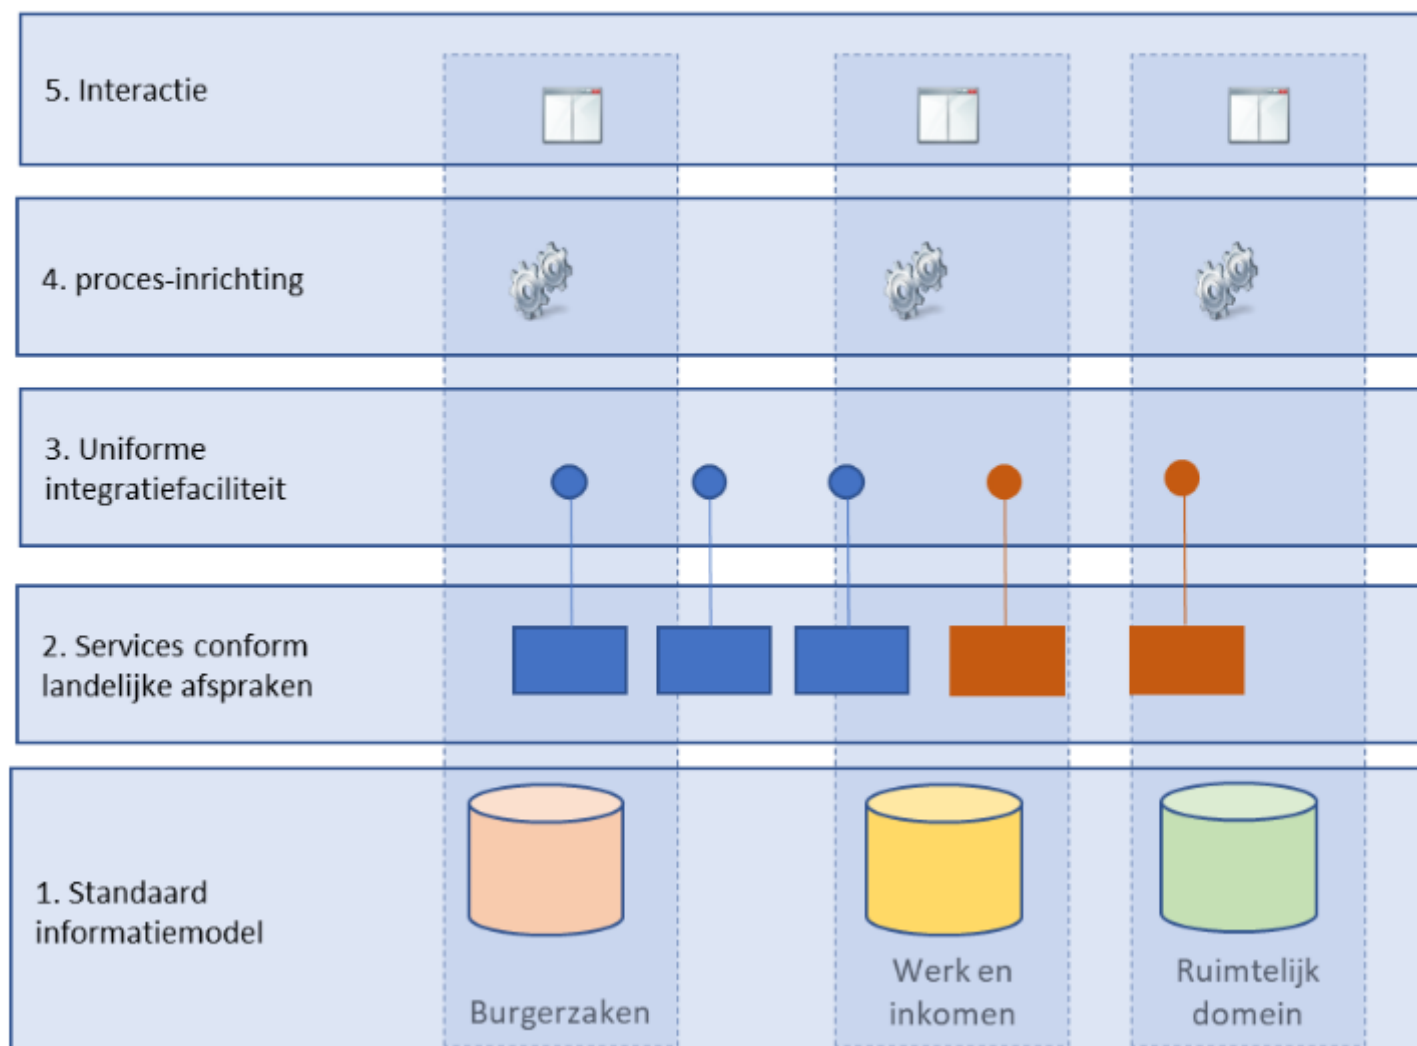 5. Interactie
4. proces-inrichting
3. Uniforme
integratiefaciliteit
2. Services conform
landelijke afspraken
1. Standaard
informatiemodel
Burgerzaken
Werk en
inkomen
Ruimtelijk
domein